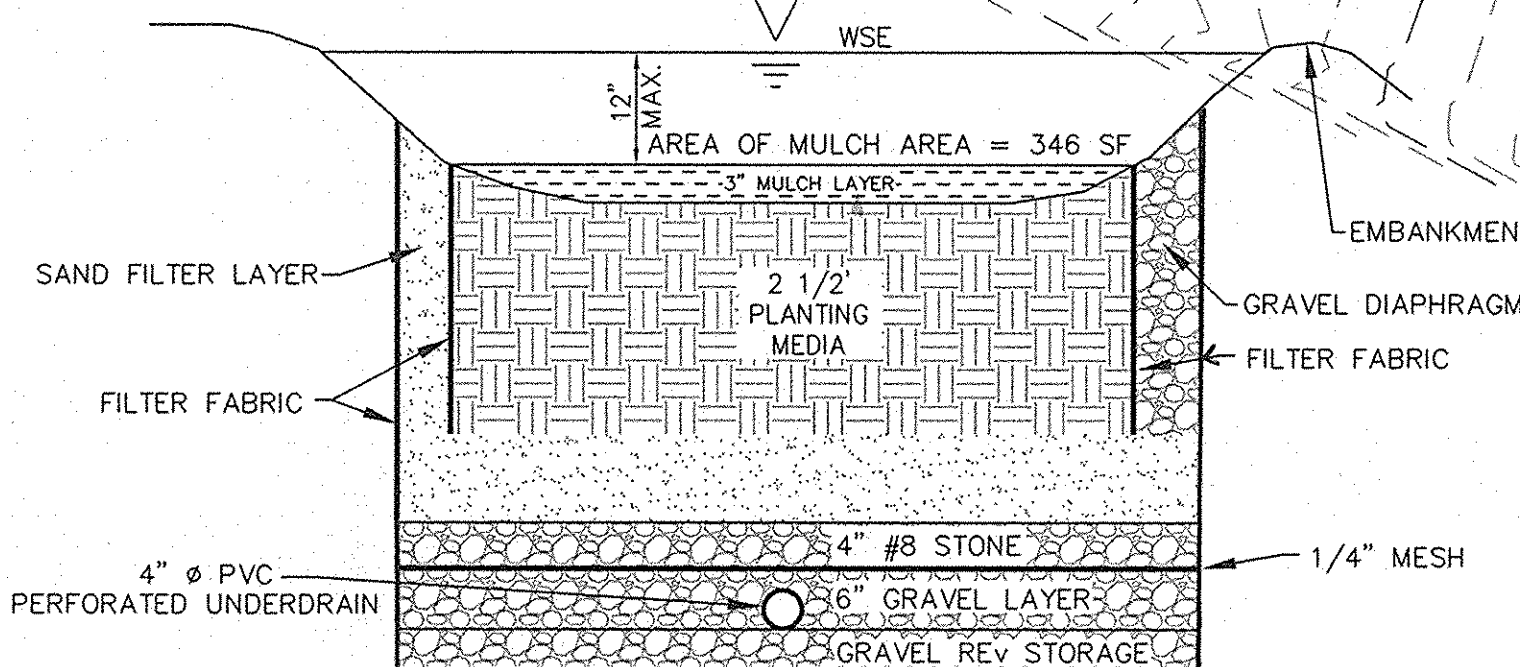 WSE
12"
MAX.
AREA OF MULCH AREA = 346 SF
3" MULCH LAYER
EMBANKMEN
SAND FILTER LAYER
2 1/2'
PLANTING
MEDIA
GRAVEL DIAPHRAGM
FILTER FABRIC
FILTER FABRIC
4" #8 STONE
1/4" MESH
4" ø PVC
PERFORATED UNDERDRAIN
6" GRAVEL LAYER
GRAVEL REv STORAGE